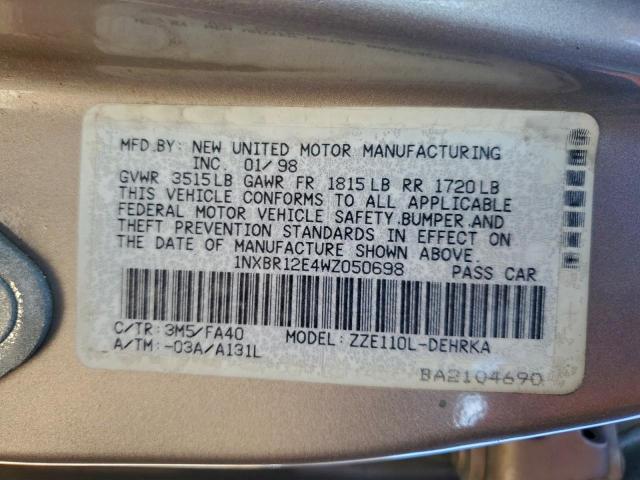 MFD.BY: NEW UNITED MOTOR MANUFACTURING
INC. 01/98
GVWR 3515LB GAWR FR 1815LB RR 1720LB
THIS VEHICLE CONFORMS TO ALL APPLICABLE
FEDERAL MOTOR VEHICLE SAFETY,BUMPER,AND
THEFT PREVENTION STANDARDS IN EFFECT ON
THE DATE OF MANUFACTURE SHOWN ABOVE.
1NXBR12E4WZ050698 PASS CAR
C/TR: 3M5/FA40 MODEL: ZZE110L-DEHRKA
A/TM: -03A/A131L
BA2104690